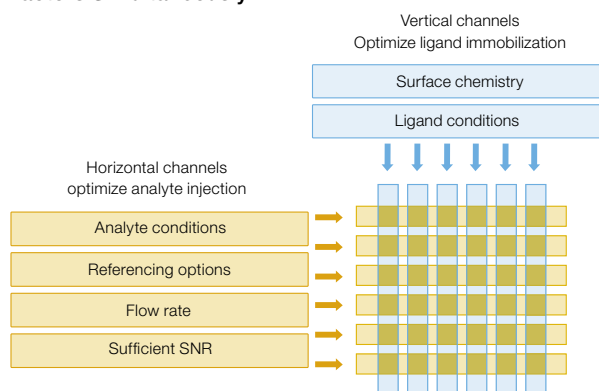 Vertical channels
Optimize ligand immobilization
Surface chemistry
Ligand conditions
Horizontal channels
optimize analyte injection
Analyte conditions
Referencing options
Flow rate
Sufficient SNR